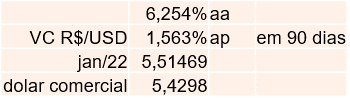 6,254% aa
VC R$/USD 1,563% ap em 90 dias
jan/22 5,51469
dolar comercial 5,4298